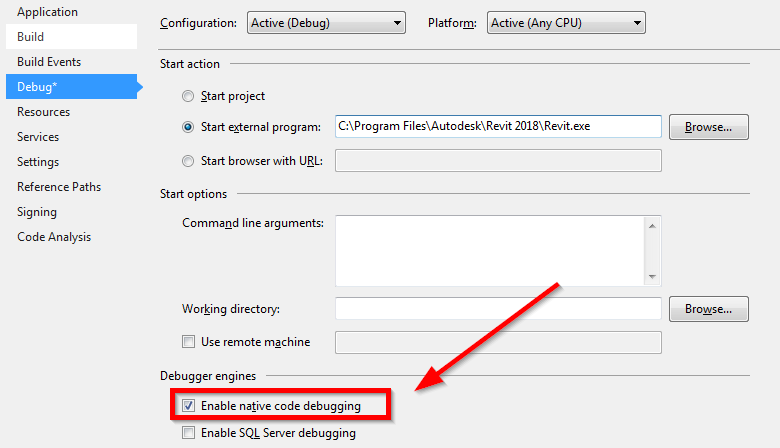 Application
Build
Build Events
Debug*
Resources
Services
Settings
Reference Paths
Signing
Code Analysis
Configuration: Active (Debug) Platform: Active (Any CPU)
Start action
Start project
Start external program: C:\Program Files\Autodesk\Revit 2018\Revit.exe Browse...
Start browser with URL:
Start options
Command line arguments:
Working directory: Browse...
Use remote machine
Debugger engines
Enable native code debugging
Enable SQL Server debugging